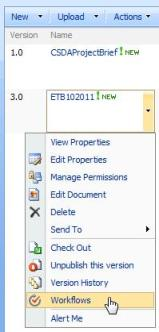 New Upload Actions
Version Name
1.0 CSDAProjectBrief ! NEW
3.0 ETB102011 ! NEW
View Properties
Edit Properties
Manage Permissions
Edit Document
Delete
Send To
Check Out
Unpublish this version
Version History
Workflows
Alert Me